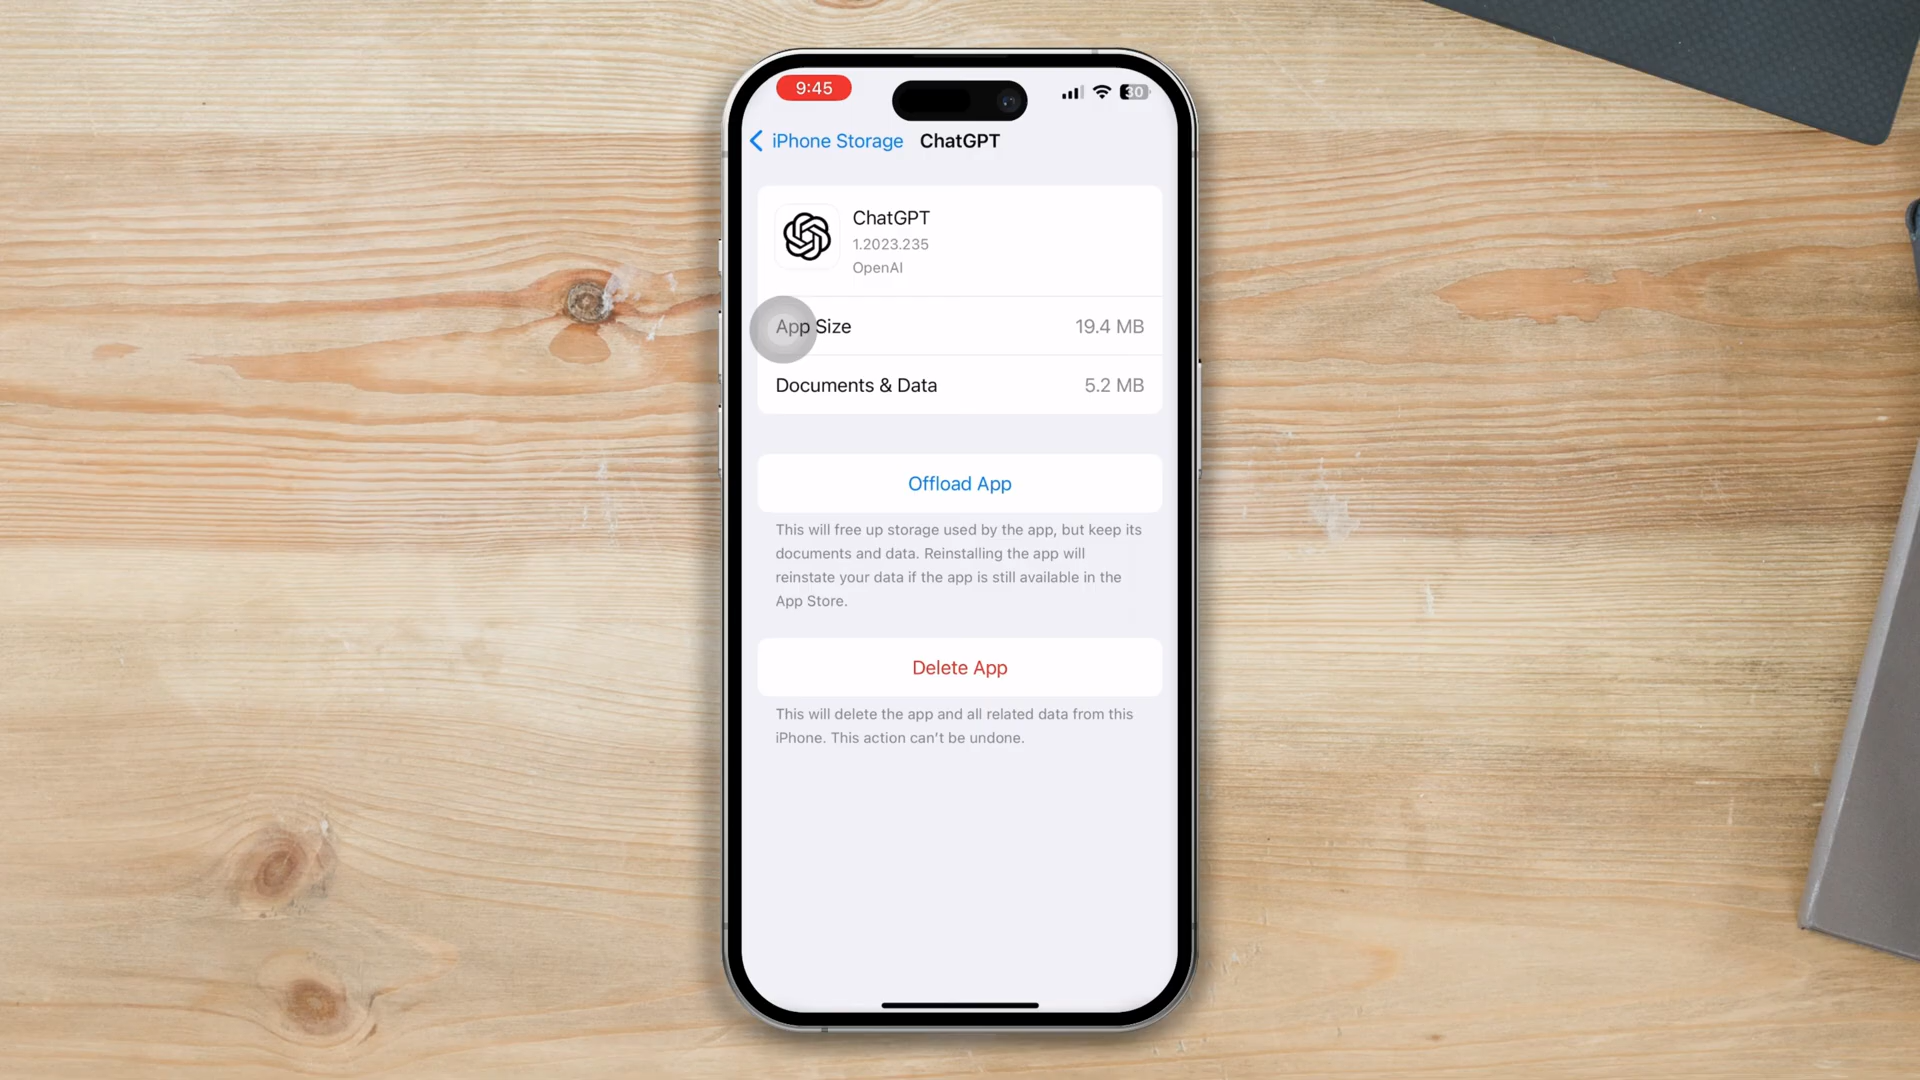 9:45
30
iPhone Storage ChatGPT
ChatGPT
1.2023.235
OpenAI
App Size 19.4 MB
Documents & Data 5.2 MB
Offload App
This will free up storage used by the app, but keep its
documents and data. Reinstalling the app will
reinstate your data if the app is still available in the
App Store.
Delete App
This will delete the app and all related data from this
iPhone. This action can't be undone.